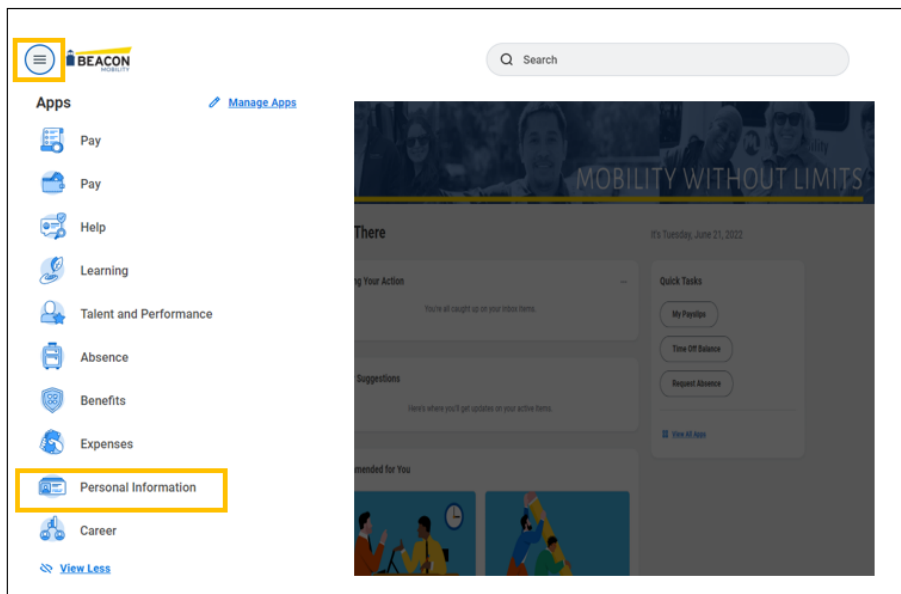 BEACON
MOBILITY
Search
Apps
Manage Apps
Pay
Pay
Help
Learning
Talent and Performance
Absence
Benefits
Expenses
Personal Information
Career
View Less
MOBILITY WITHOUT LIMITS
There
It's Tuesday, June 21, 2022
ng Your Action
You're all caught up on your inbox items.
Suggestions
Here's where you'll get updates on your active items.
mended for You
Quick Tasks
My Payslips
Time Off Balance
Request Absence
View All Apps